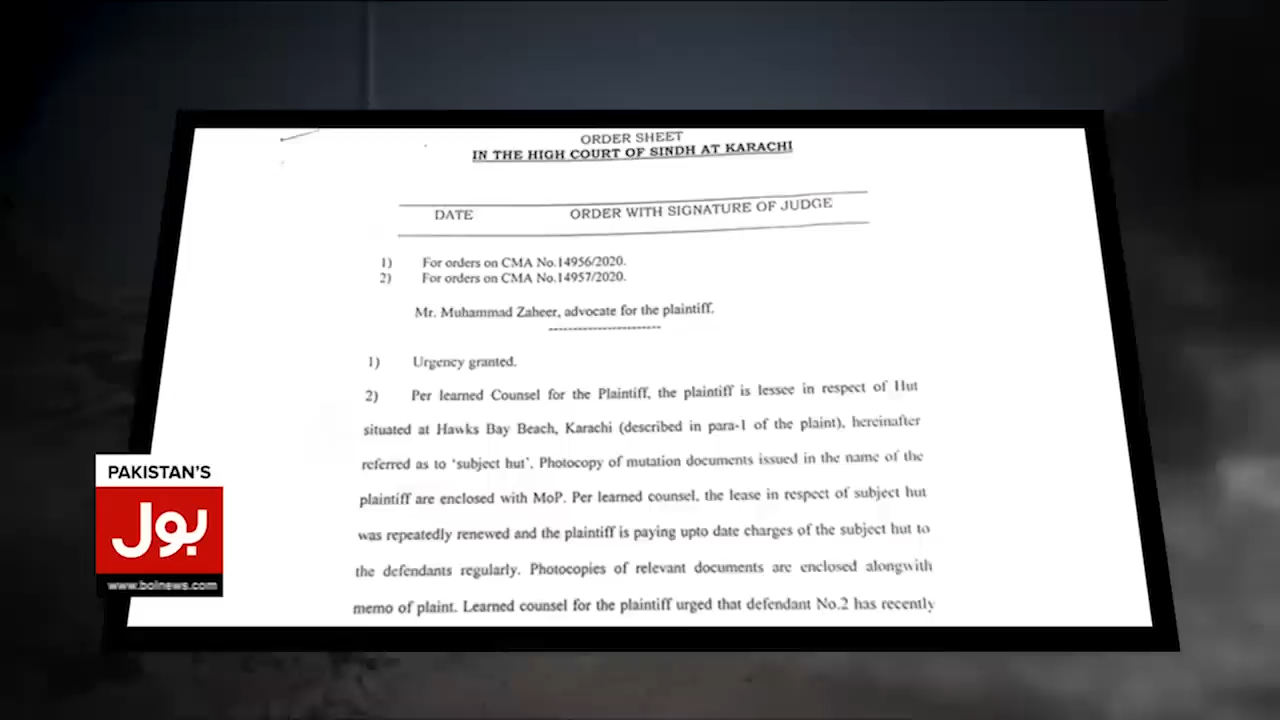 ORDER SHEET
IN THE HIGH COURT OF SINDH AT KARACHI
DATE ORDER WITH SIGNATURE OF JUDGE
1) For orders on CMA No.14956/2020.
2) For orders on CMA No.14957/2020.
Mr. Muhammad Zaheer, advocate for the plaintiff.
-----------------------
1) Urgency granted.
2) Per learned Counsel for the Plaintiff, the plaintiff is lessee in respect of Hut
situated at Hawks Bay Beach, Karachi (described in para-1 of the plaint), hereinafter
referred as to 'subject hut'. Photocopy of mutation documents issued in the name of the
plaintiff are enclosed with MoP. Per learned counsel, the lease in respect of subject hut
was repeatedly renewed and the plaintiff is paying upto date charges of the subject hut to
the defendants regularly. Photocopies of relevant documents are enclosed alongwith
memo of plaint. Learned counsel for the plaintiff urged that defendant No.2 has recently
PAKISTAN'S
بول
www.bolnews.com